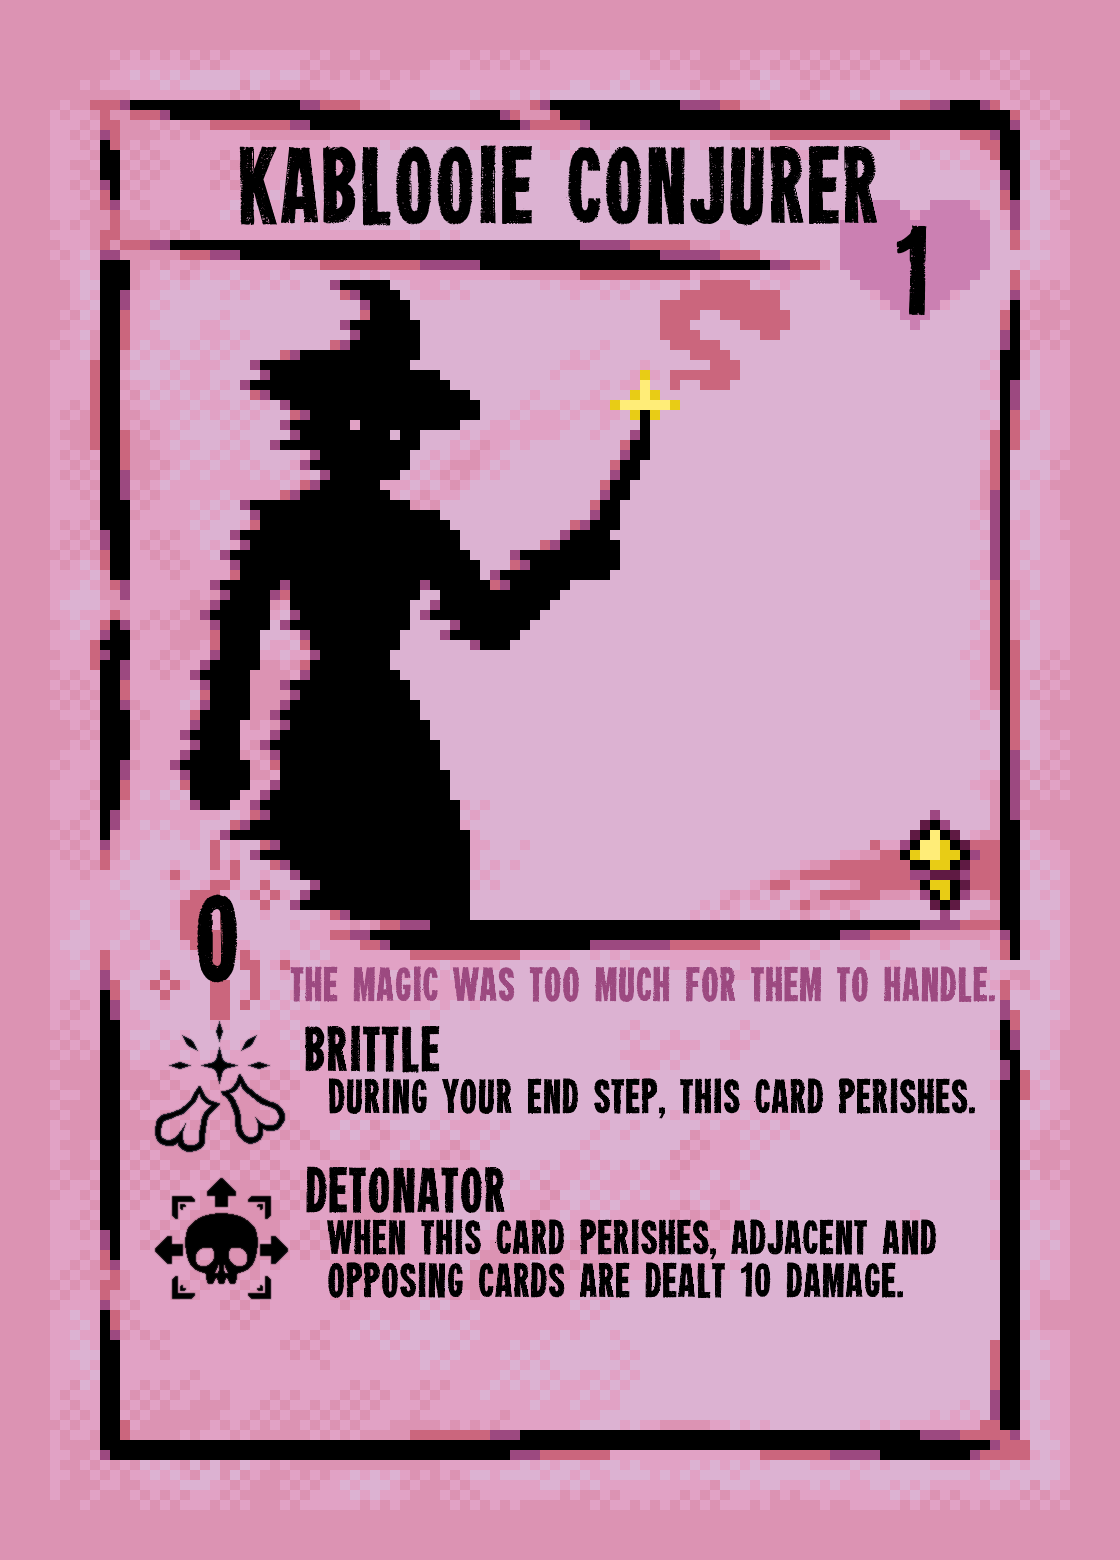 KABLOOIE CONJURER
1
0
THE MAGIC WAS TOO MUCH FOR THEM TO HANDLE.
BRITTLE
DURING YOUR END STEP, THIS CARD PERISHES.
DETONATOR
WHEN THIS CARD PERISHES, ADJACENT AND
OPPOSING CARDS ARE DEALT 10 DAMAGE.